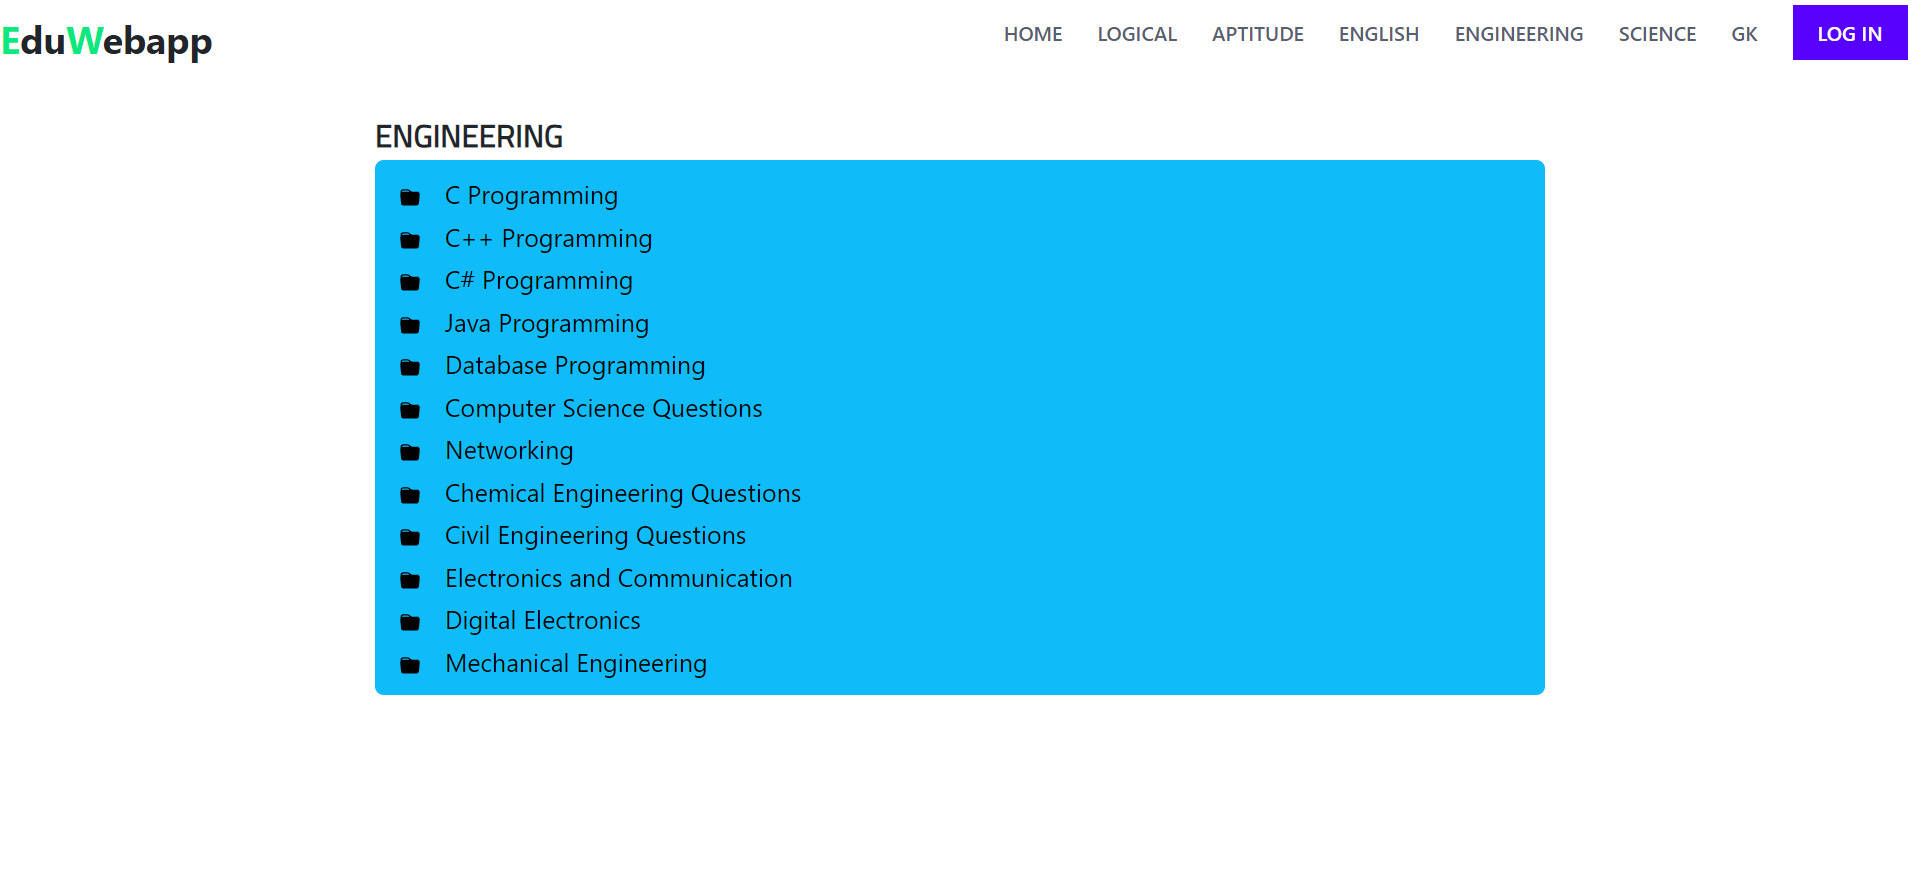 EduWebapp
HOME LOGICAL APTITUDE ENGLISH ENGINEERING SCIENCE GK LOG IN
ENGINEERING
C Programming
C++ Programming
C# Programming
Java Programming
Database Programming
Computer Science Questions
Networking
Chemical Engineering Questions
Civil Engineering Questions
Electronics and Communication
Digital Electronics
Mechanical Engineering